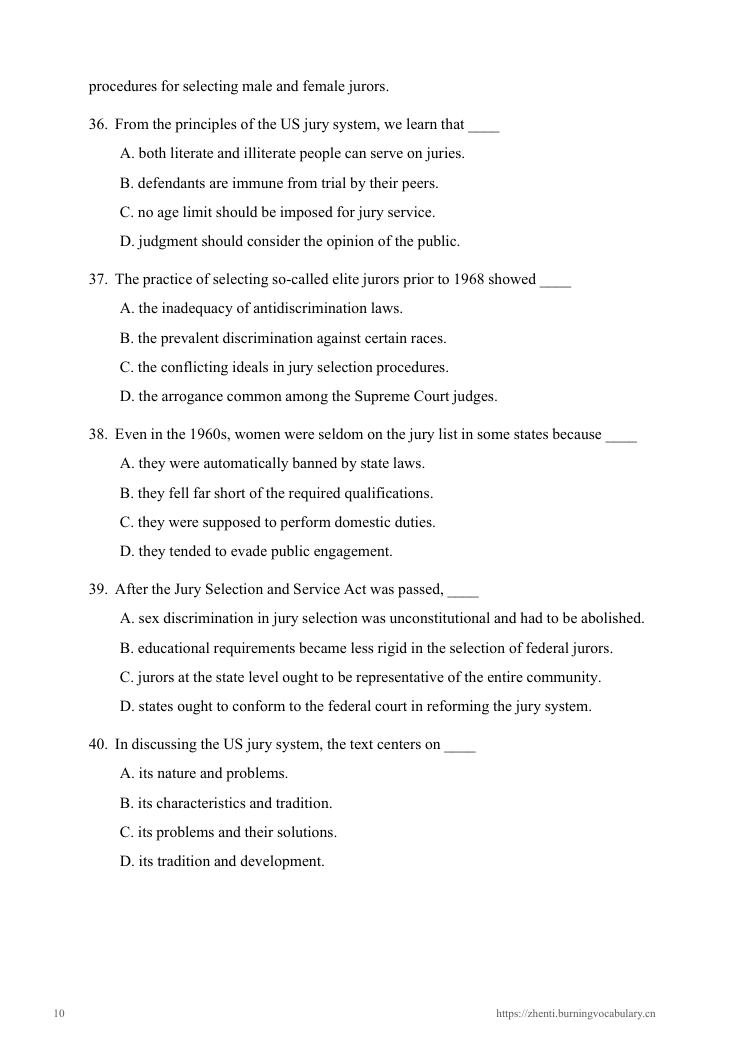 procedures for selecting male and female jurors.
36. From the principles of the US jury system, we learn that ____
A. both literate and illiterate people can serve on juries.
B. defendants are immune from trial by their peers.
C. no age limit should be imposed for jury service.
D. judgment should consider the opinion of the public.
37. The practice of selecting so-called elite jurors prior to 1968 showed ____
A. the inadequacy of antidiscrimination laws.
B. the prevalent discrimination against certain races.
C. the conflicting ideals in jury selection procedures.
D. the arrogance common among the Supreme Court judges.
38. Even in the 1960s, women were seldom on the jury list in some states because ____
A. they were automatically banned by state laws.
B. they fell far short of the required qualifications.
C. they were supposed to perform domestic duties.
D. they tended to evade public engagement.
39. After the Jury Selection and Service Act was passed, ____
A. sex discrimination in jury selection was unconstitutional and had to be abolished.
B. educational requirements became less rigid in the selection of federal jurors.
C. jurors at the state level ought to be representative of the entire community.
D. states ought to conform to the federal court in reforming the jury system.
40. In discussing the US jury system, the text centers on ____
A. its nature and problems.
B. its characteristics and tradition.
C. its problems and their solutions.
D. its tradition and development.
10 https://zhenti.burningvocabulary.cn